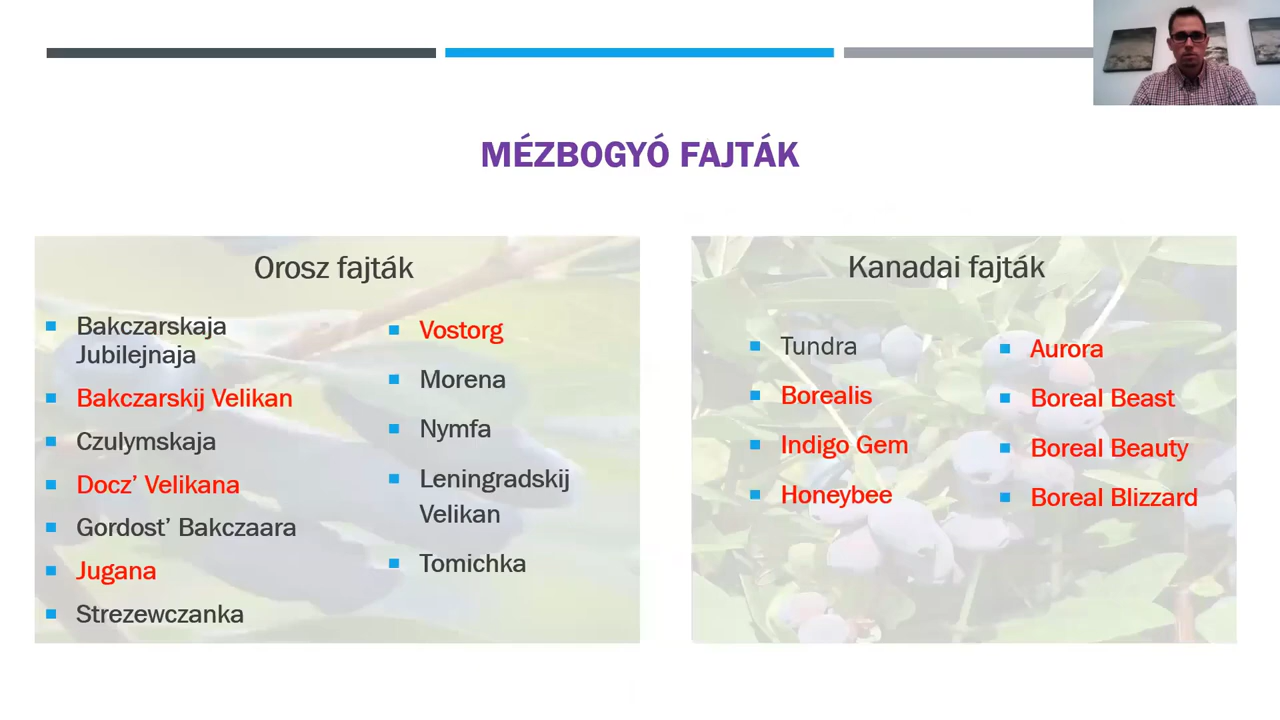 MÉZBOGYÓ FAJTÁK
Orosz fajták
Bakczarskaja
Jubilejnaja
Bakczarskij Velikan
Czulymskaja
Docz’ Velikana
Gordost’ Bakczaara
Jugana
Strezewczanka
Vostorg
Morena
Nymfa
Leningradskij
Velikan
Tomichka
Kanadai fajták
Tundra
Borealis
Indigo Gem
Honeybee
Aurora
Boreal Beast
Boreal Beauty
Boreal Blizzard